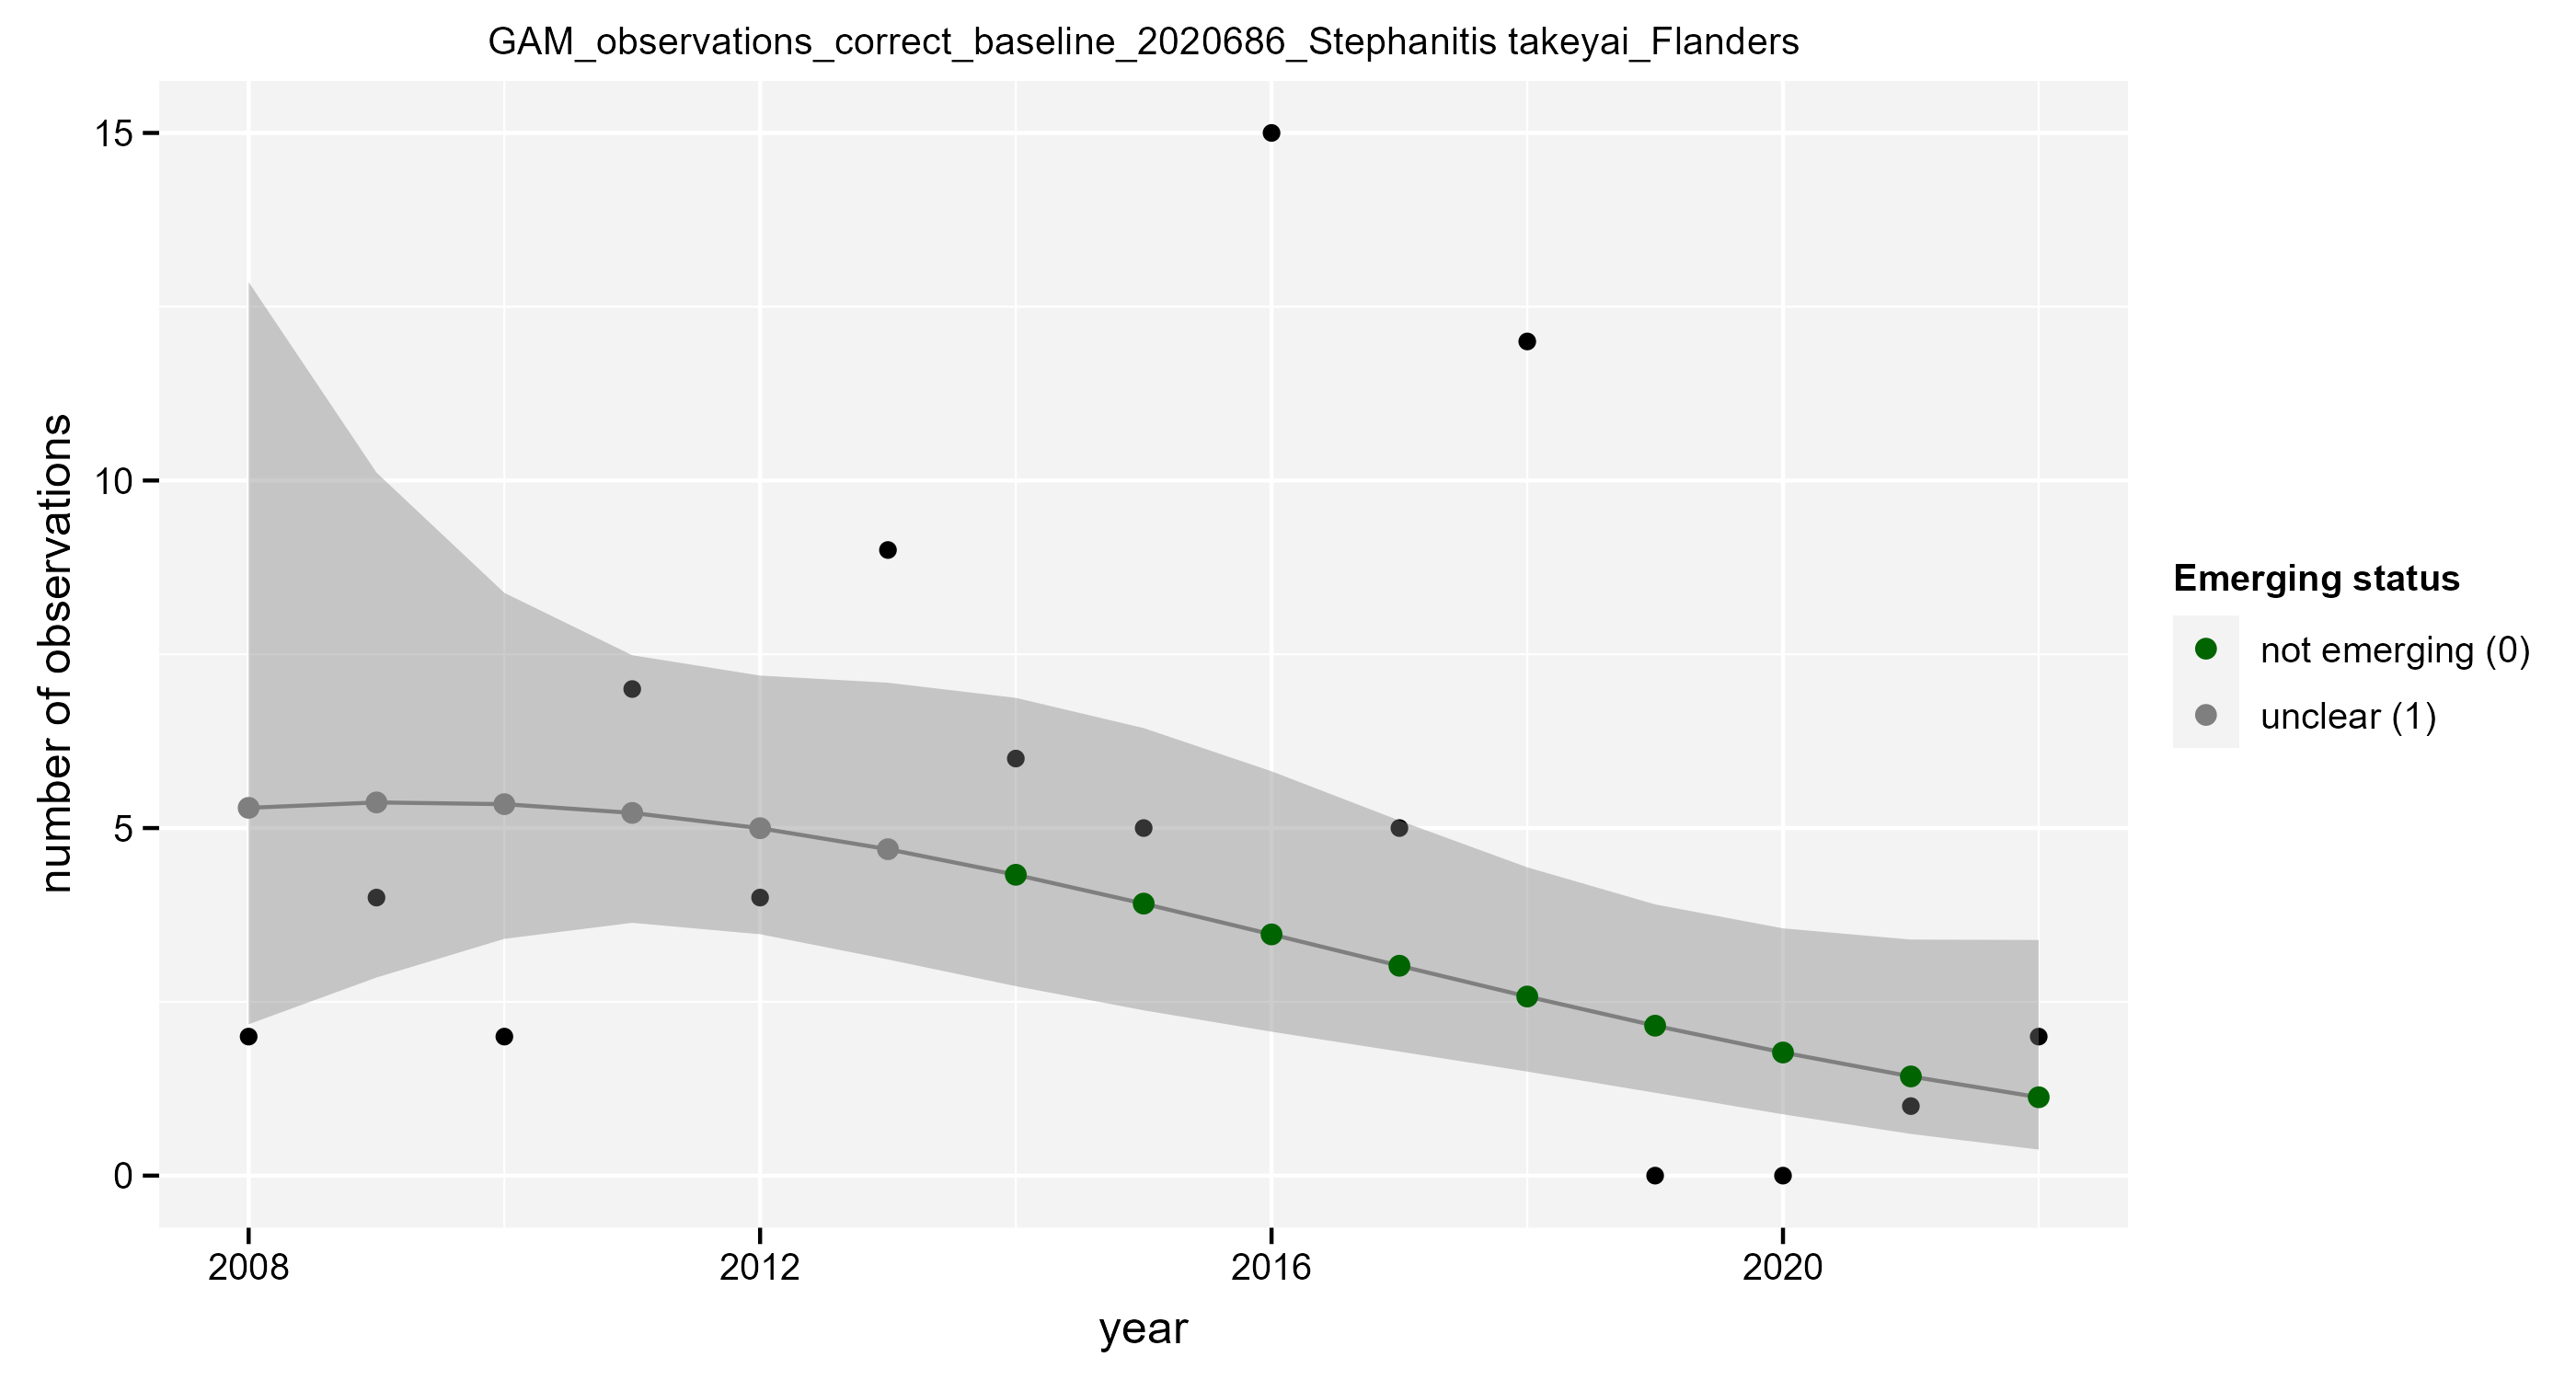 GAM_observations_correct_baseline_2020686_Stephanitis takeyai_Flanders
15
10
5
0
number of observations
2008
2012
2016
2020
year
Emerging status
not emerging (0)
unclear (1)